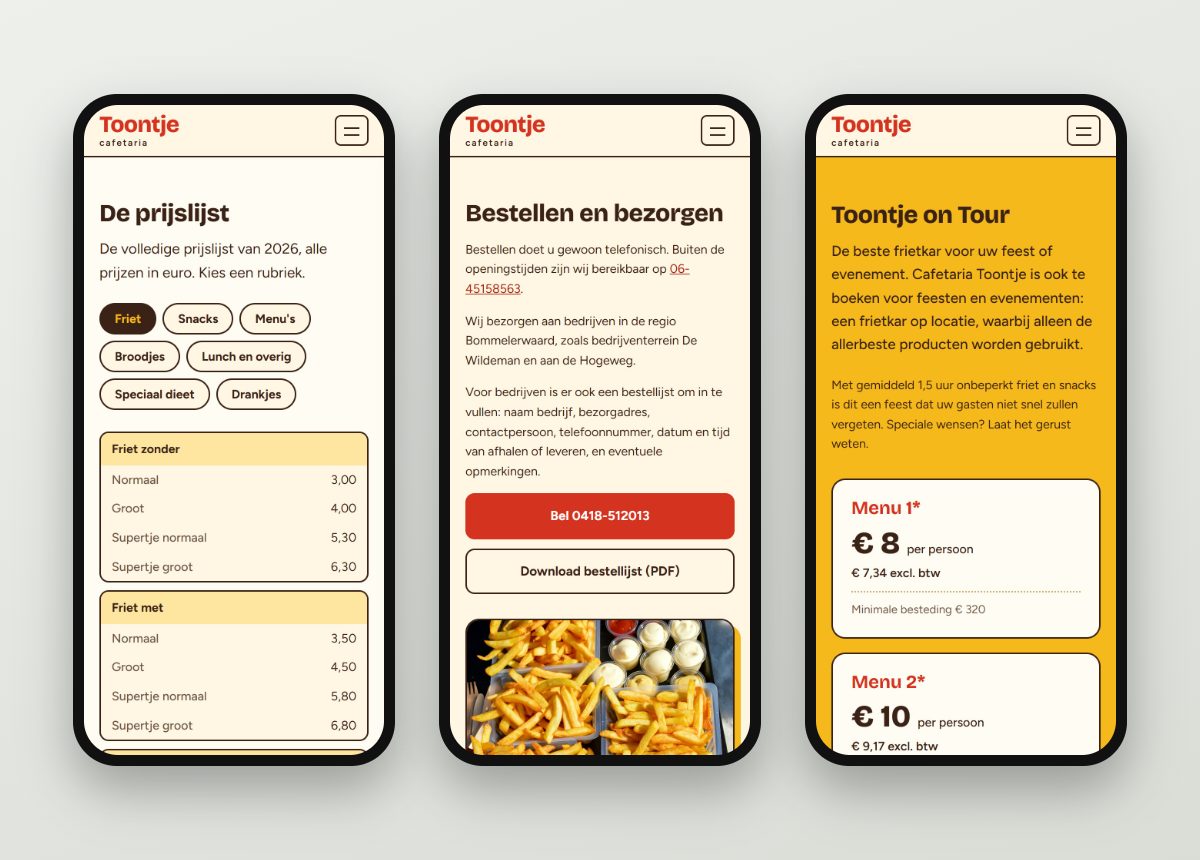 Toontje
cafetaria
De prijslijst
De volledige prijslijst van 2026, alle
prijzen in euro. Kies een rubriek.
Friet Snacks Menu's
Broodjes Lunch en overig
Speciaal dieet Drankjes
Friet zonder
Normaal 3,00
Groot 4,00
Supertje normaal 5,30
Supertje groot 6,30
Friet met
Normaal 3,50
Groot 4,50
Supertje normaal 5,80
Supertje groot 6,80
Toontje
cafetaria
Bestellen en bezorgen
Bestellen doet u gewoon telefonisch. Buiten de
openingstijden zijn wij bereikbaar op 06-
45158563.
Wij bezorgen aan bedrijven in de regio
Bommelerwaard, zoals bedrijventerrein De
Wildeman en aan de Hogeweg.
Voor bedrijven is er ook een bestellijst om in te
vullen: naam bedrijf, bezorgadres,
contactpersoon, telefoonnummer, datum en tijd
van afhalen of leveren, en eventuele
opmerkingen.
Bel 0418-512013
Download bestellijst (PDF)
Toontje
cafetaria
Toontje on Tour
De beste frietkar voor uw feest of
evenement. Cafetaria Toontje is ook te
boeken voor feesten en evenementen:
een frietkar op locatie, waarbij alleen de
allerbeste producten worden gebruikt.
Met gemiddeld 1,5 uur onbeperkt friet en snacks
is dit een feest dat uw gasten niet snel zullen
vergeten. Speciale wensen? Laat het gerust
weten.
Menu 1*
€ 8 per persoon
€ 7,34 excl. btw
Minimale besteding € 320
Menu 2*
€ 10 per persoon
€ 9,17 excl. btw